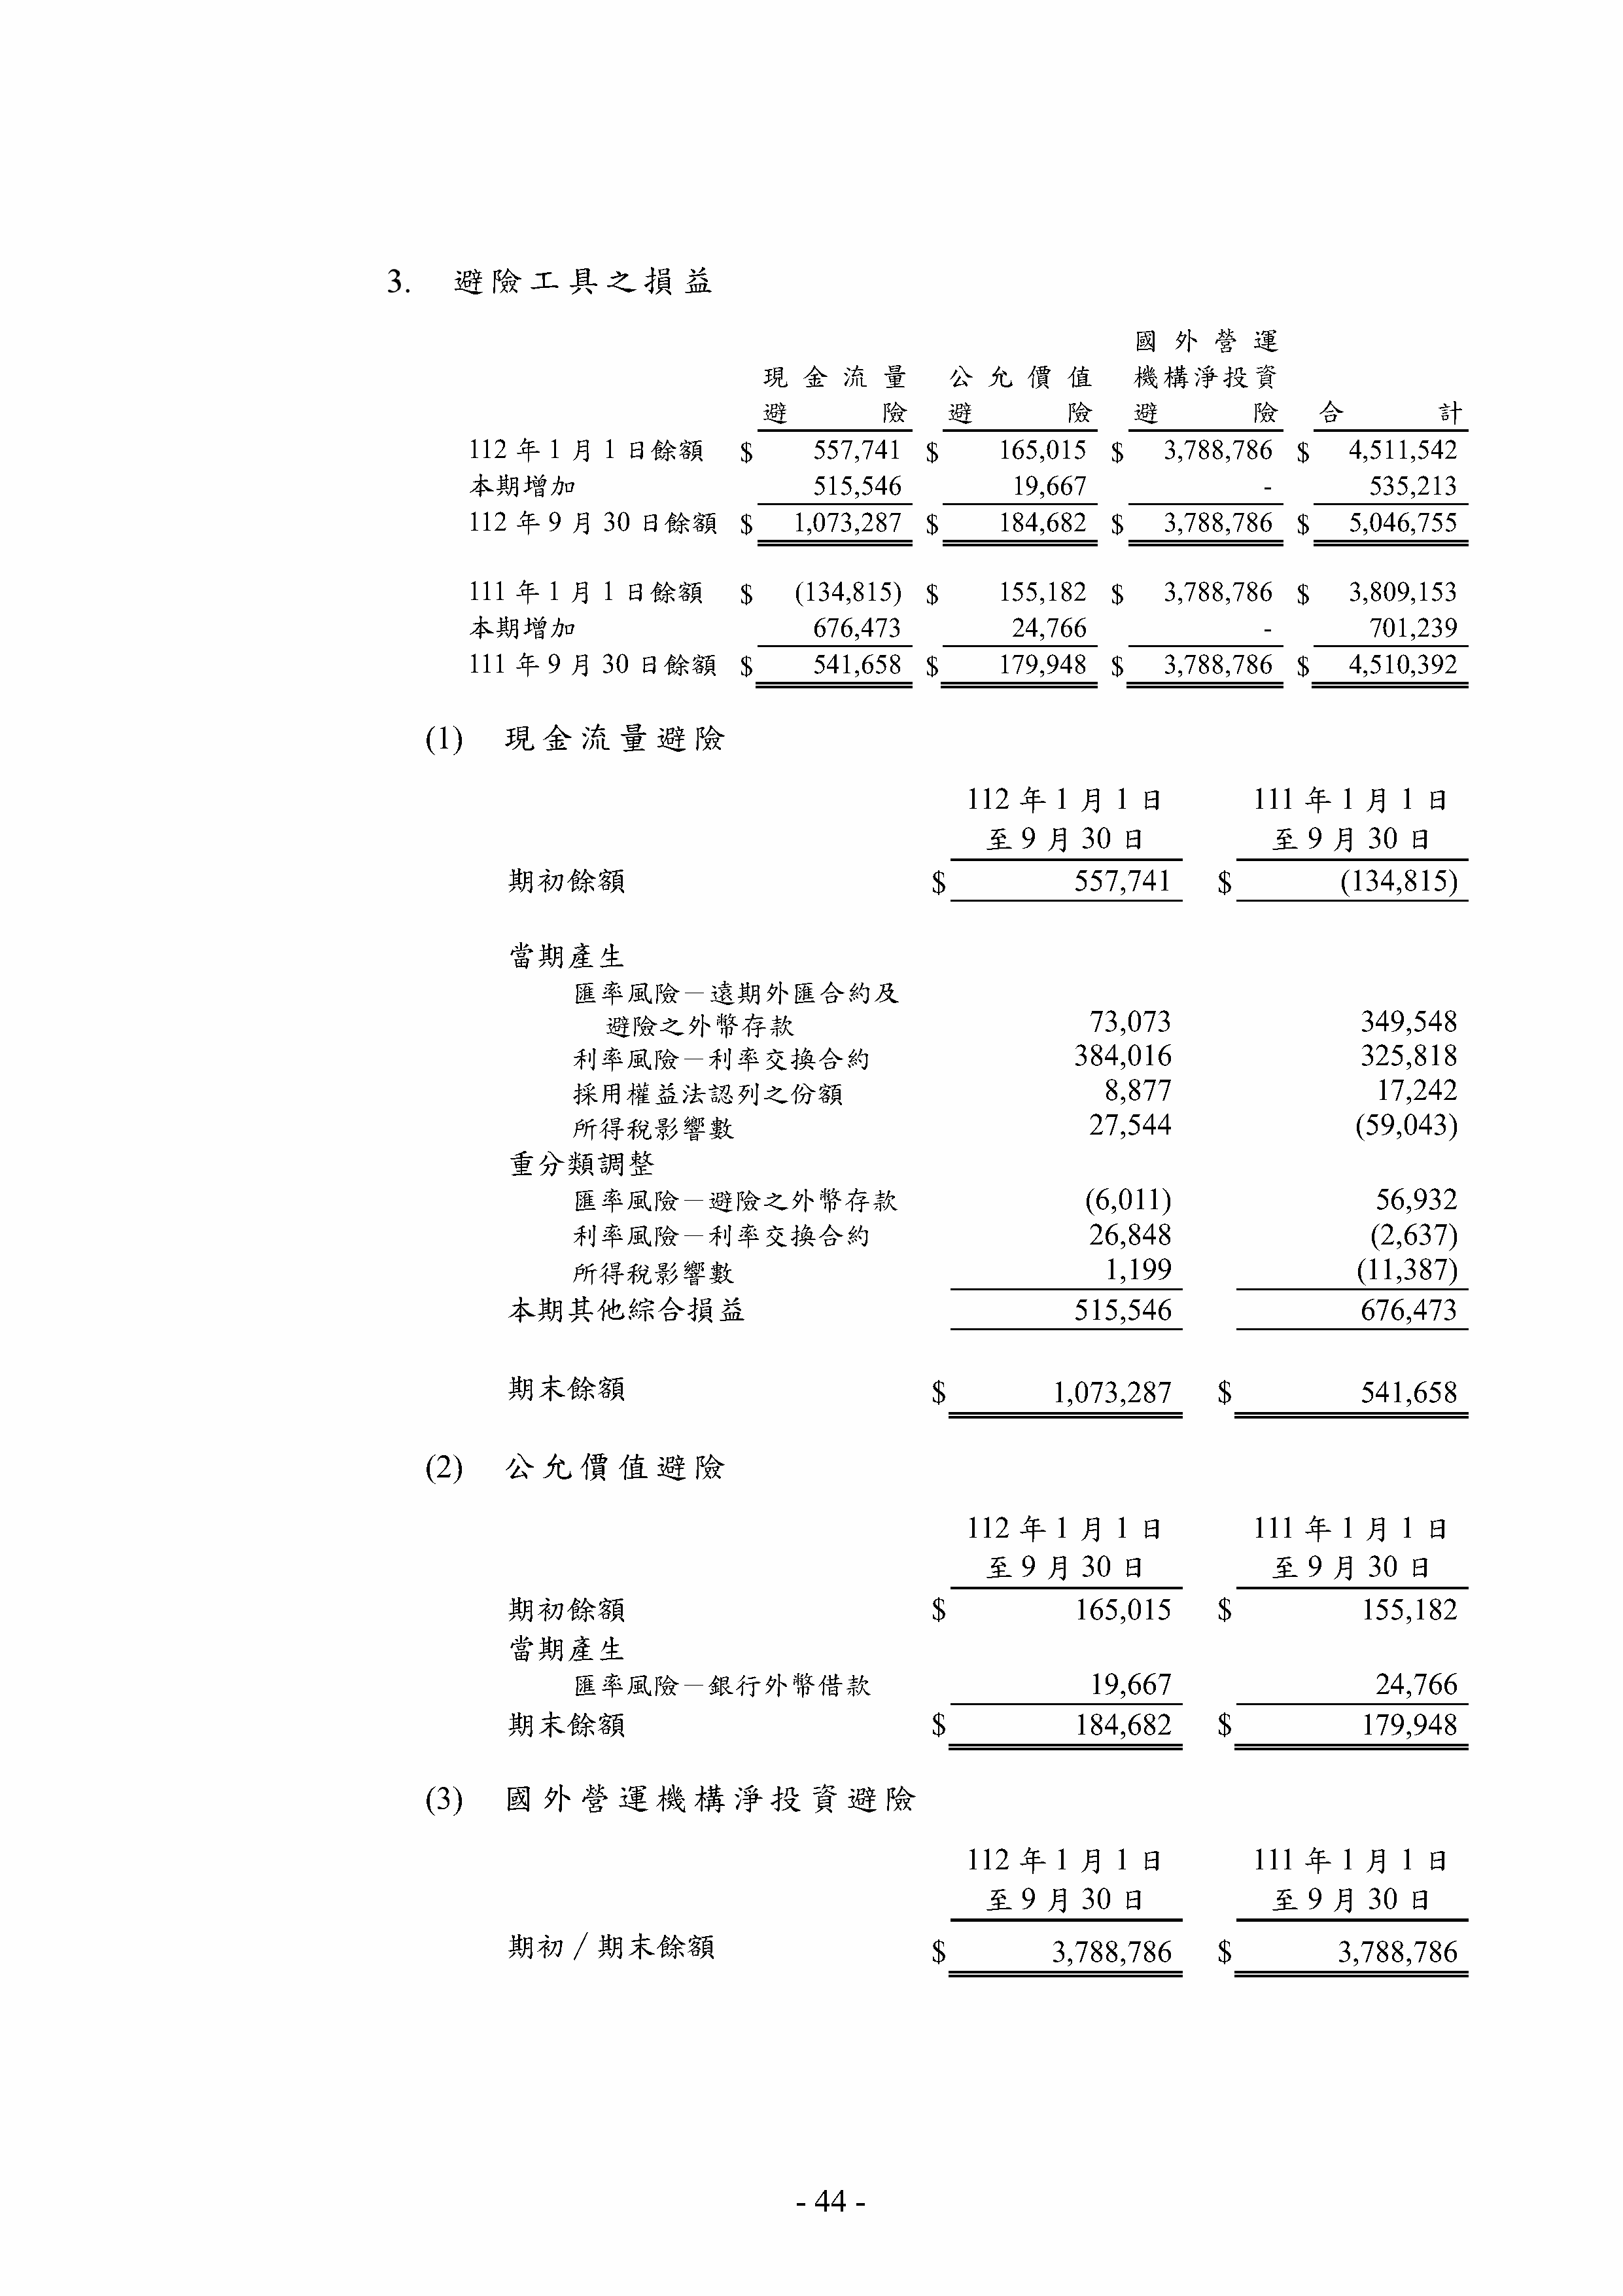 3. 避險工具之損益
國外營運
現金流量 公允價值 機構淨投資
避險 避險 避險 合計
112 年 1 月 1 日餘額 $ 557,741 $ 165,015 $ 3,788,786 $ 4,511,542
本期增加 515,546 19,667 - 535,213
112 年 9 月 30 日餘額 $ 1,073,287 $ 184,682 $ 3,788,786 $ 5,046,755
111 年 1 月 1 日餘額 $ (134,815) $ 155,182 $ 3,788,786 $ 3,809,153
本期增加 676,473 24,766 - 701,239
111 年 9 月 30 日餘額 $ 541,658 $ 179,948 $ 3,788,786 $ 4,510,392
(1) 現金流量避險
112 年 1 月 1 日 111 年 1 月 1 日
至 9 月 30 日 至 9 月 30 日
期初餘額 $ 557,741 $ (134,815)
當期產生
匯率風險－遠期外匯合約及
避險之外幣存款 73,073 349,548
利率風險－利率交換合約 384,016 325,818
採用權益法認列之份額 8,877 17,242
所得稅影響數 27,544 (59,043)
重分類調整
匯率風險－避險之外幣存款 (6,011) 56,932
利率風險－利率交換合約 26,848 (2,637)
所得稅影響數 1,199 (11,387)
本期其他綜合損益 515,546 676,473
期末餘額 $ 1,073,287 $ 541,658
(2) 公允價值避險
112 年 1 月 1 日 111 年 1 月 1 日
至 9 月 30 日 至 9 月 30 日
期初餘額 $ 165,015 $ 155,182
當期產生
匯率風險－銀行外幣借款 19,667 24,766
期末餘額 $ 184,682 $ 179,948
(3) 國外營運機構淨投資避險
112 年 1 月 1 日 111 年 1 月 1 日
至 9 月 30 日 至 9 月 30 日
期初／期末餘額 $ 3,788,786 $ 3,788,786
- 44 -